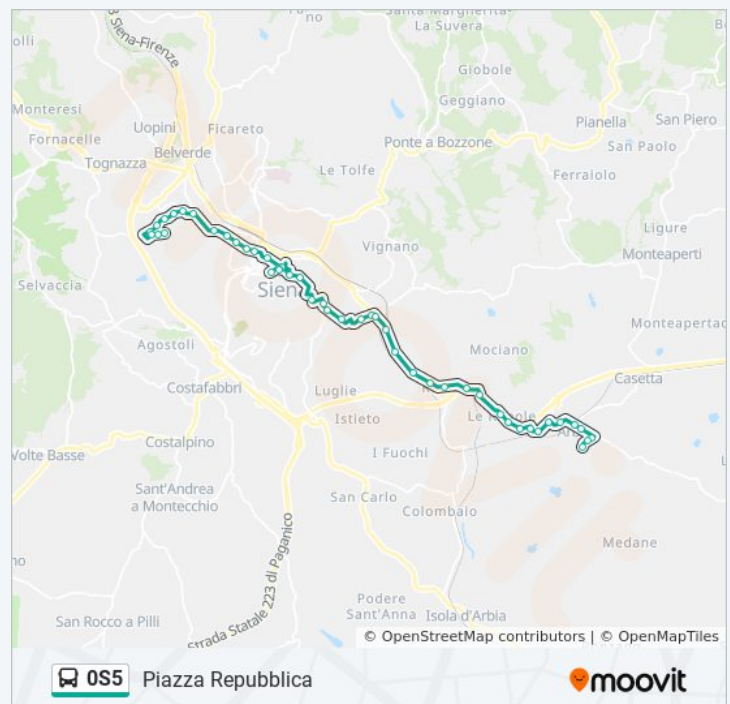 Siena-Firenze
Santa Margherita-
La Suvera
olli
Monteresi
Fornacelle
Uopini
Ficareto
Tognazza
Belverde
Le Tolfe
Giobole
Geggiano
Ponte a Bozzone
Pianella
San Piero
San Paolo
Ferraiolo
Vignano
Ligure
Monteaperti
Selvaccia
Agostoli
Costafabbri
Mociano
Monteapertac
Casetta
Luglie
Istieto
Costalpino
Volte Basse
I Fuochi
Sant'Andrea
a Montecchio
San Carlo
Colombaio
Medane
Podere
Sant'Anna
Isola d'Arbia
San Rocco a Pilli
Strada Statale 223 di Paganico
© OpenStreetMap contributors | © OpenMapTiles
0S5 Piazza Repubblica
moovit